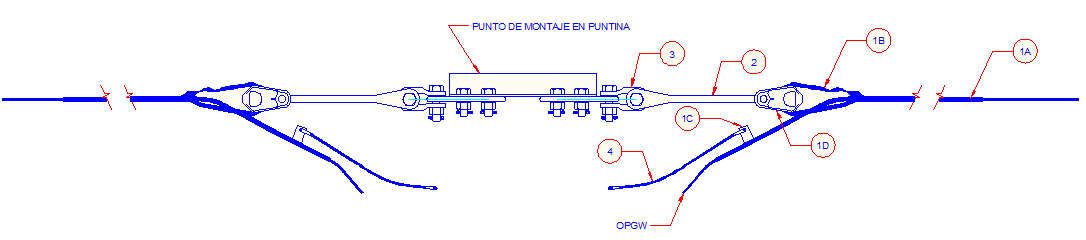 PUNTO DE MONTAJE EN PUNTINA
3
2
1B
1A
1C
1D
4
OPGW